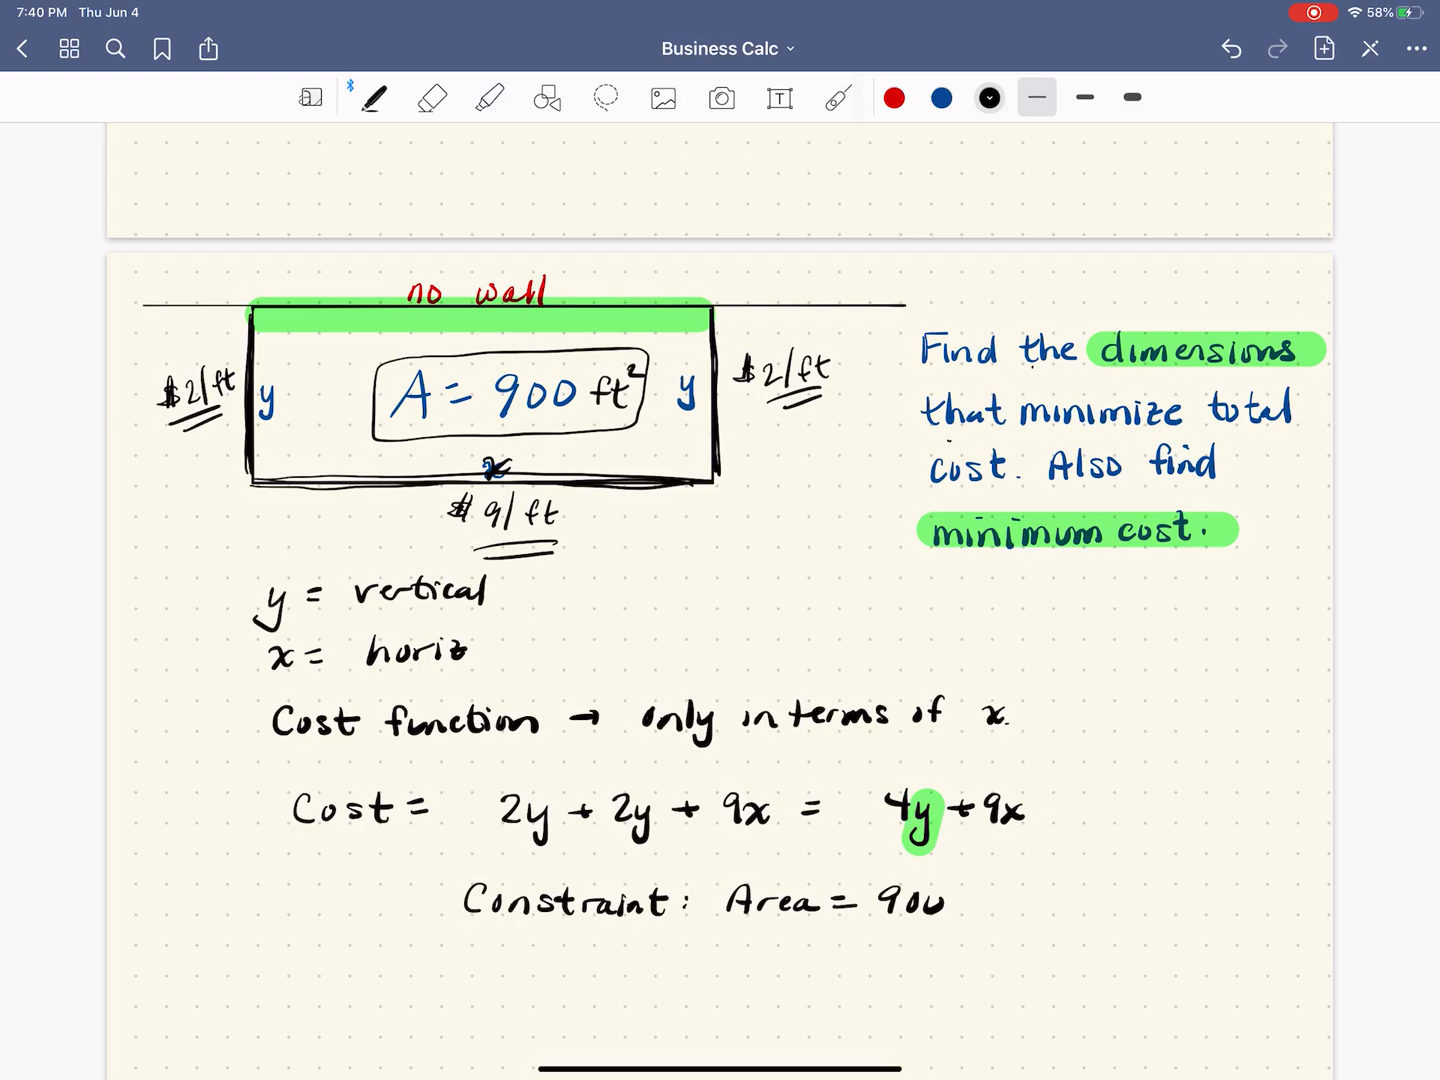 7:40 PM Thu Jun 4
58%
Business Calc
no wall
$2/ft
y
A = 900 ft²
y
$2/ft
x
$9/ft
Find the dimensions
that minimize total
cost. Also find
minimum cost.
y = vertical
x = horiz
Cost function → only in terms of x.
Cost = 2y + 2y + 9x = 4y + 9x
Constraint: Area = 900